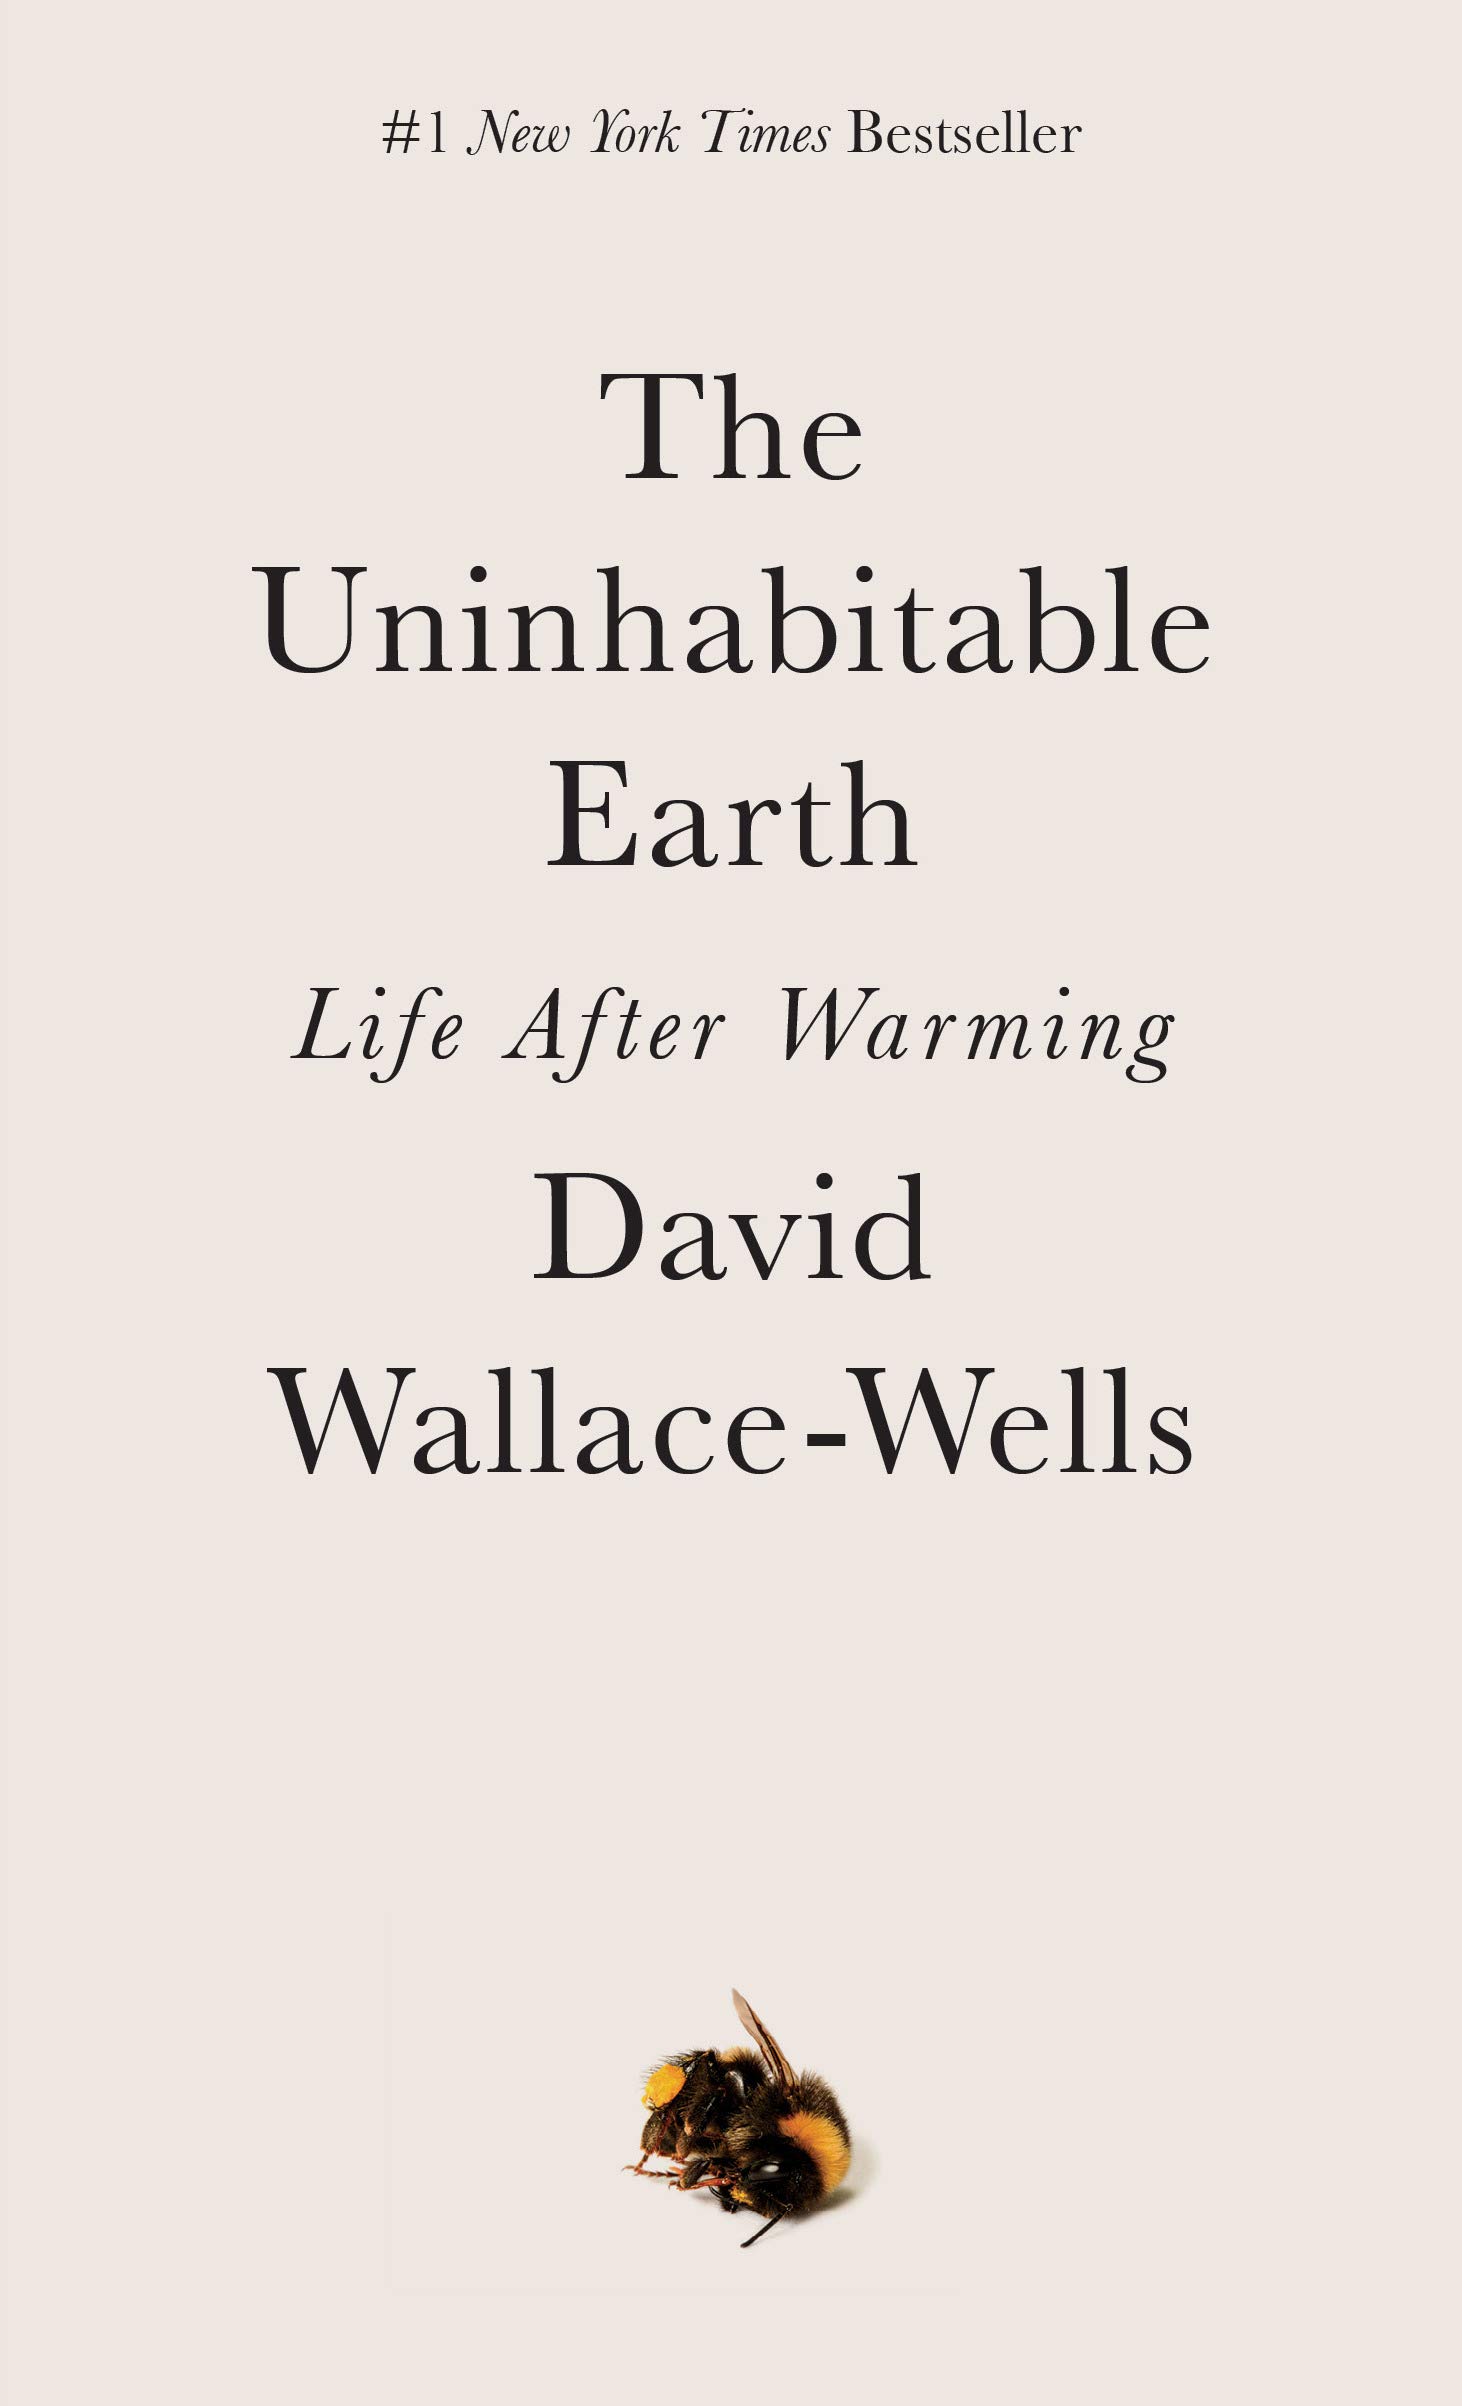 #1 New York Times Bestseller
The
Uninhabitable
Earth
Life After Warming
David
Wallace-Wells